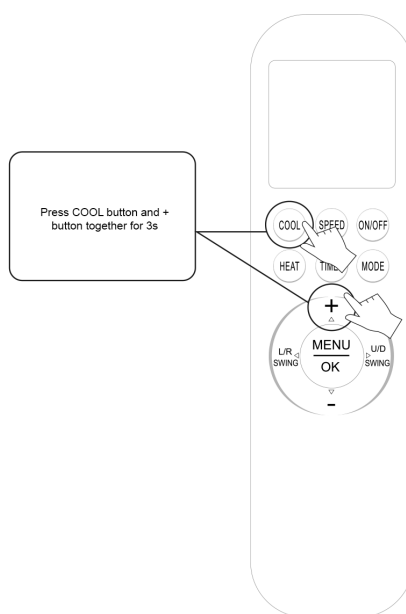 Press COOL button and +
button together for 3s
COOL SPEED ON/OFF
HEAT MODE
+
L/R
SWING
MENU
OK
U/D
SWING
-